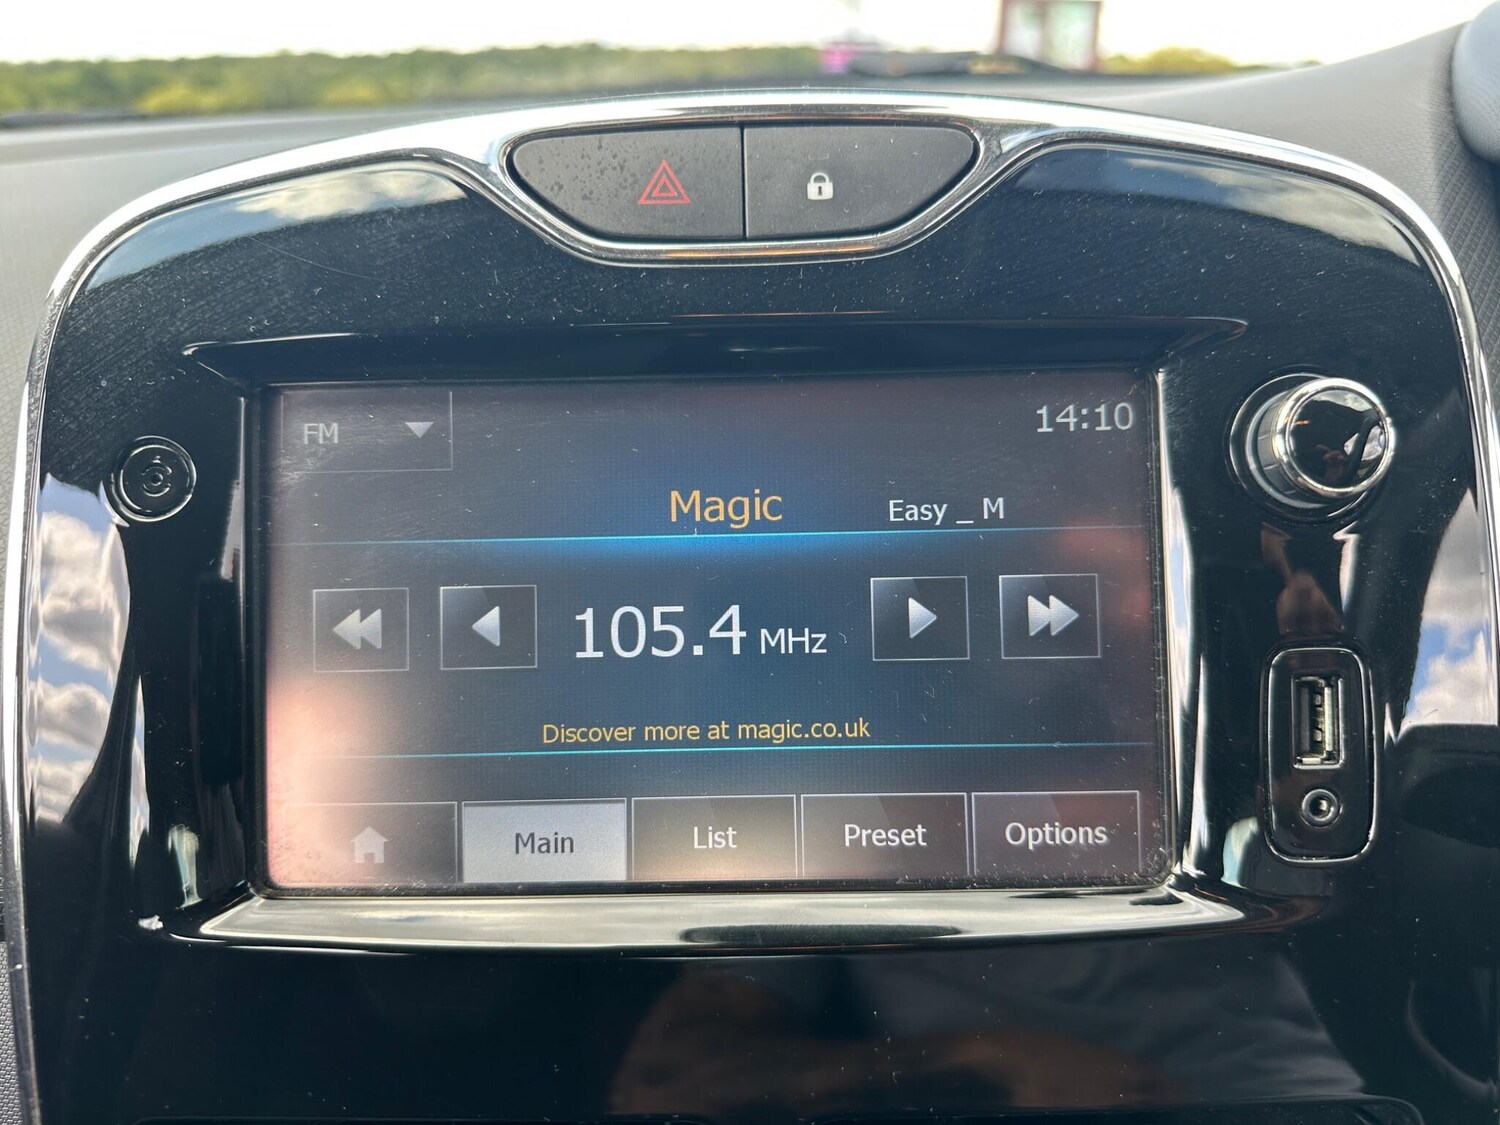 FM
14:10
Magic Easy _ M
105.4 MHz
Discover more at magic.co.uk
Main List Preset Options